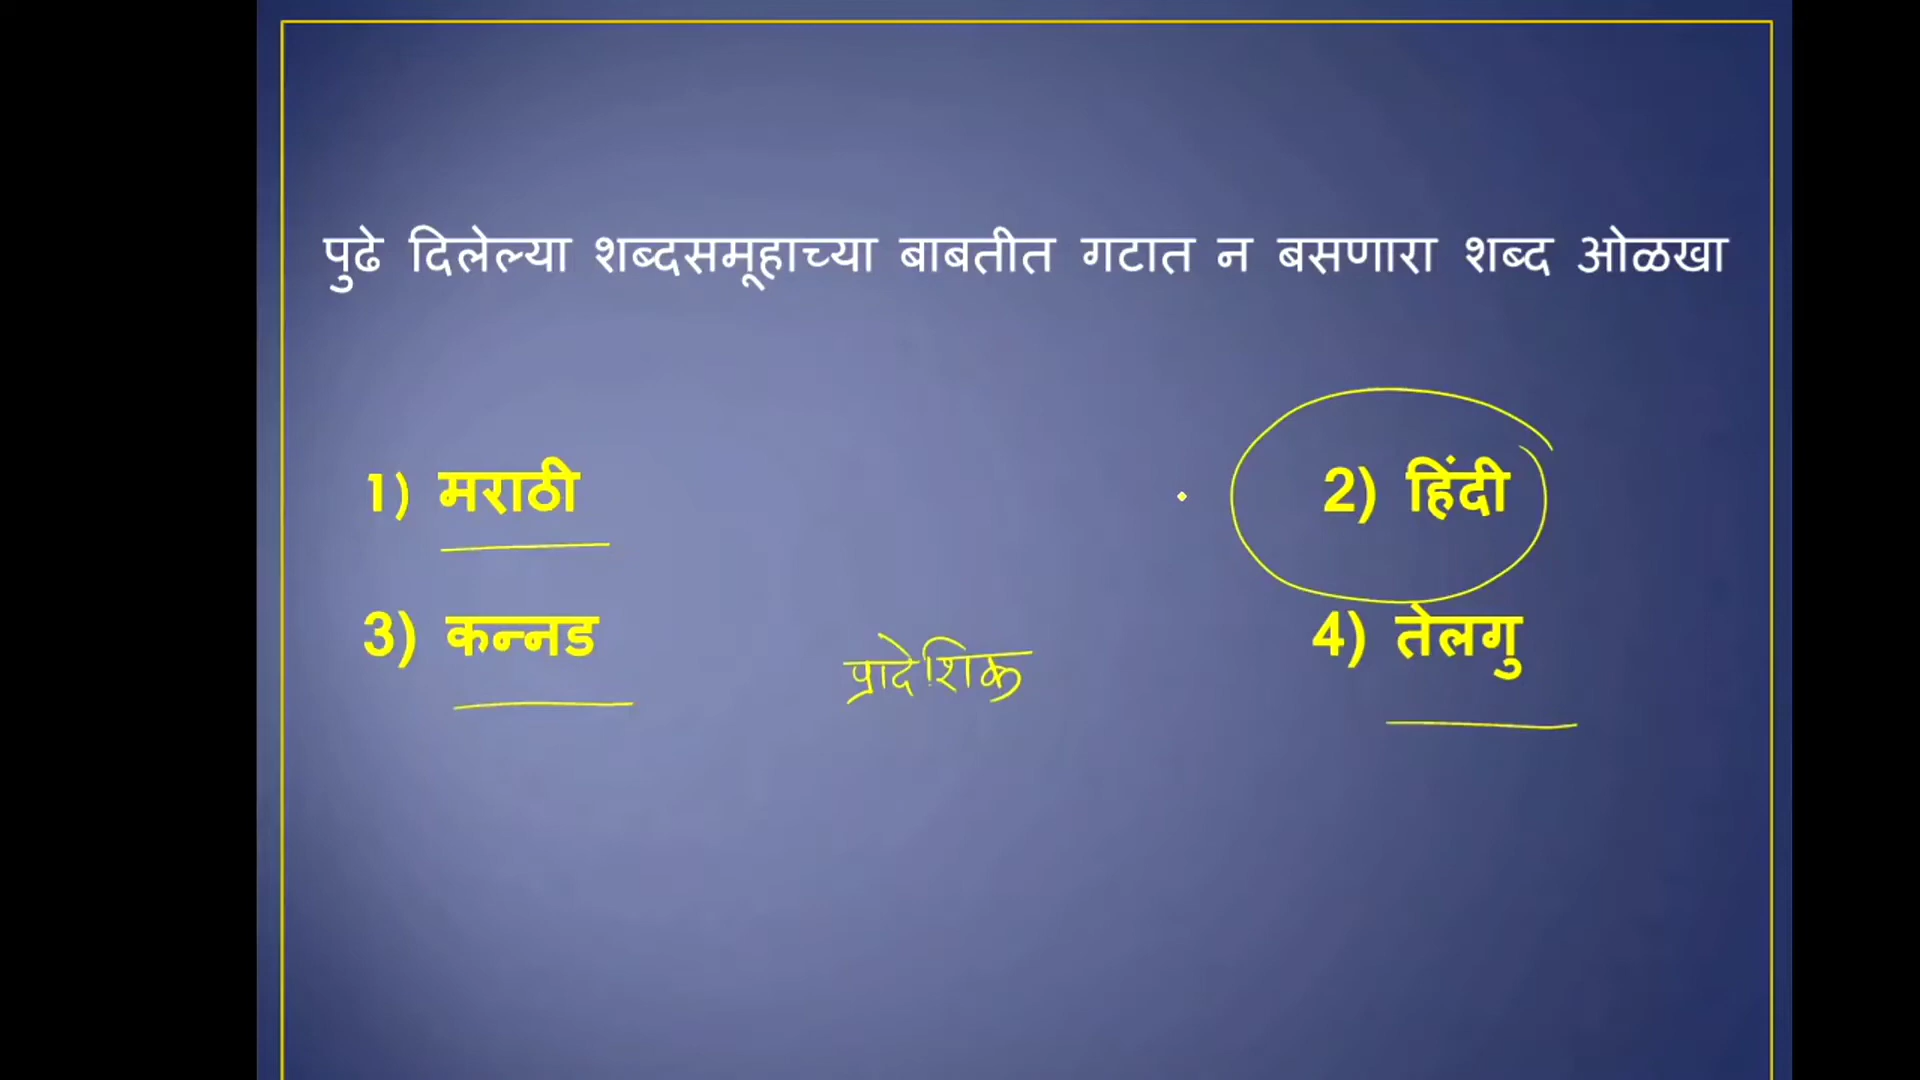 पुढे दिलेल्या शब्दसमूहाच्या बाबतीत गटात न बसणारा शब्द ओळखा
1) मराठी 2) हिंदी
3) कन्नड 4) तेलगु
प्रादेशिक